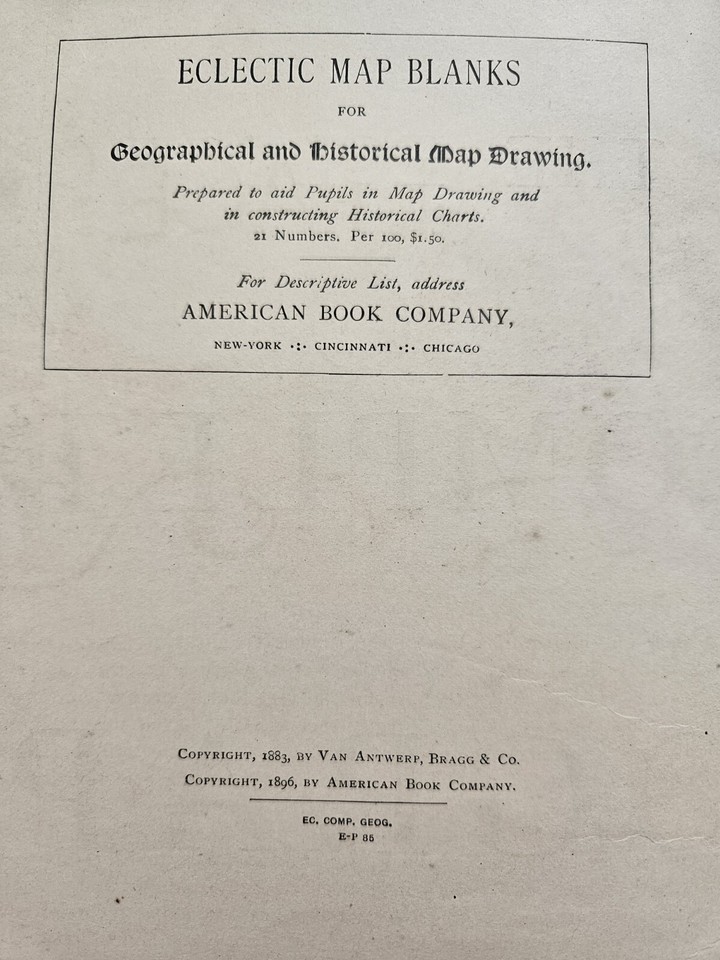 ECLECTIC MAP BLANKS
FOR
Geographical and Historical Map Drawing.
Prepared to aid Pupils in Map Drawing and
in constructing Historical Charts.
21 Numbers. Per 100, $1.50.
For Descriptive List, address
AMERICAN BOOK COMPANY,
NEW-YORK ·:· CINCINNATI ·:· CHICAGO
COPYRIGHT, 1883, BY VAN ANTWERP, BRAGG & CO.
COPYRIGHT, 1896, BY AMERICAN BOOK COMPANY.
EC. COMP. GEOG.
E-P 86